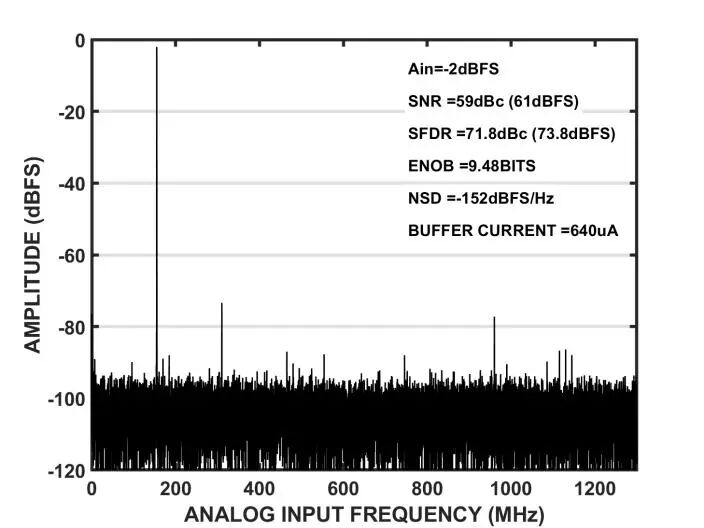 0
-20
-40
-60
-80
-100
-120
AMPLITUDE (dBFS)
Ain=-2dBFS
SNR =59dBc (61dBFS)
SFDR =71.8dBc (73.8dBFS)
ENOB =9.48BITS
NSD =-152dBFS/Hz
BUFFER CURRENT =640uA
0 200 400 600 800 1000 1200
ANALOG INPUT FREQUENCY (MHz)